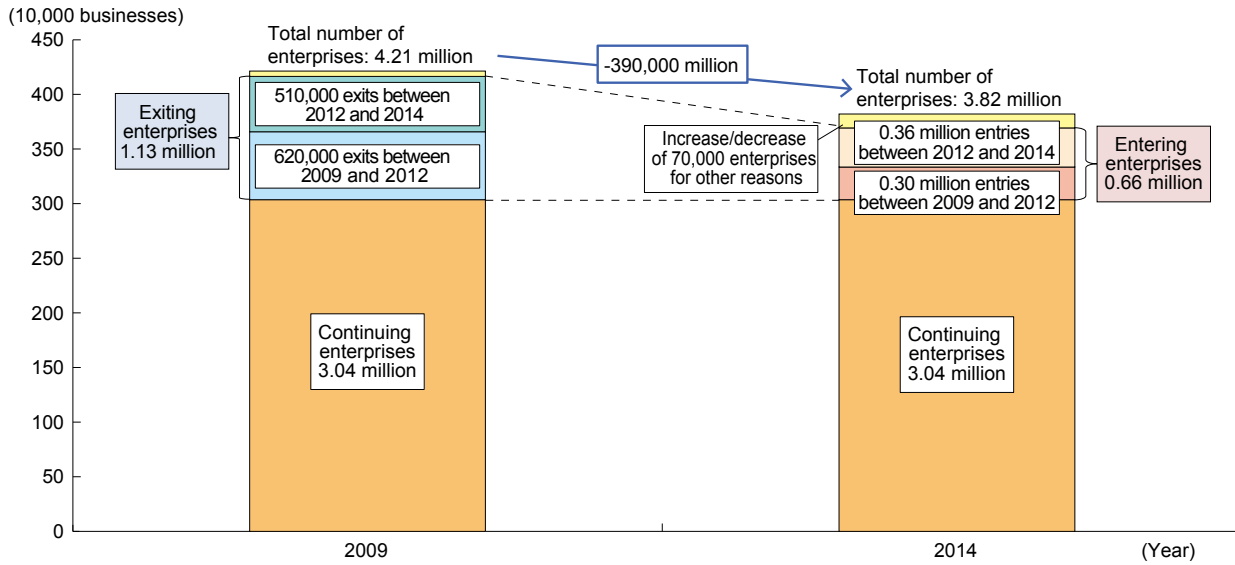 (10,000 businesses)
450
400
350
300
250
200
150
100
50
0
Total number of
enterprises: 4.21 million
-390,000 million
Total number of
enterprises: 3.82 million
Exiting
enterprises
1.13 million
510,000 exits between
2012 and 2014
620,000 exits between
2009 and 2012
Increase/decrease
of 70,000 enterprises
for other reasons
0.36 million entries
between 2012 and 2014
0.30 million entries
between 2009 and 2012
Entering
enterprises
0.66 million
Continuing
enterprises
3.04 million
Continuing
enterprises
3.04 million
2009
2014
(Year)